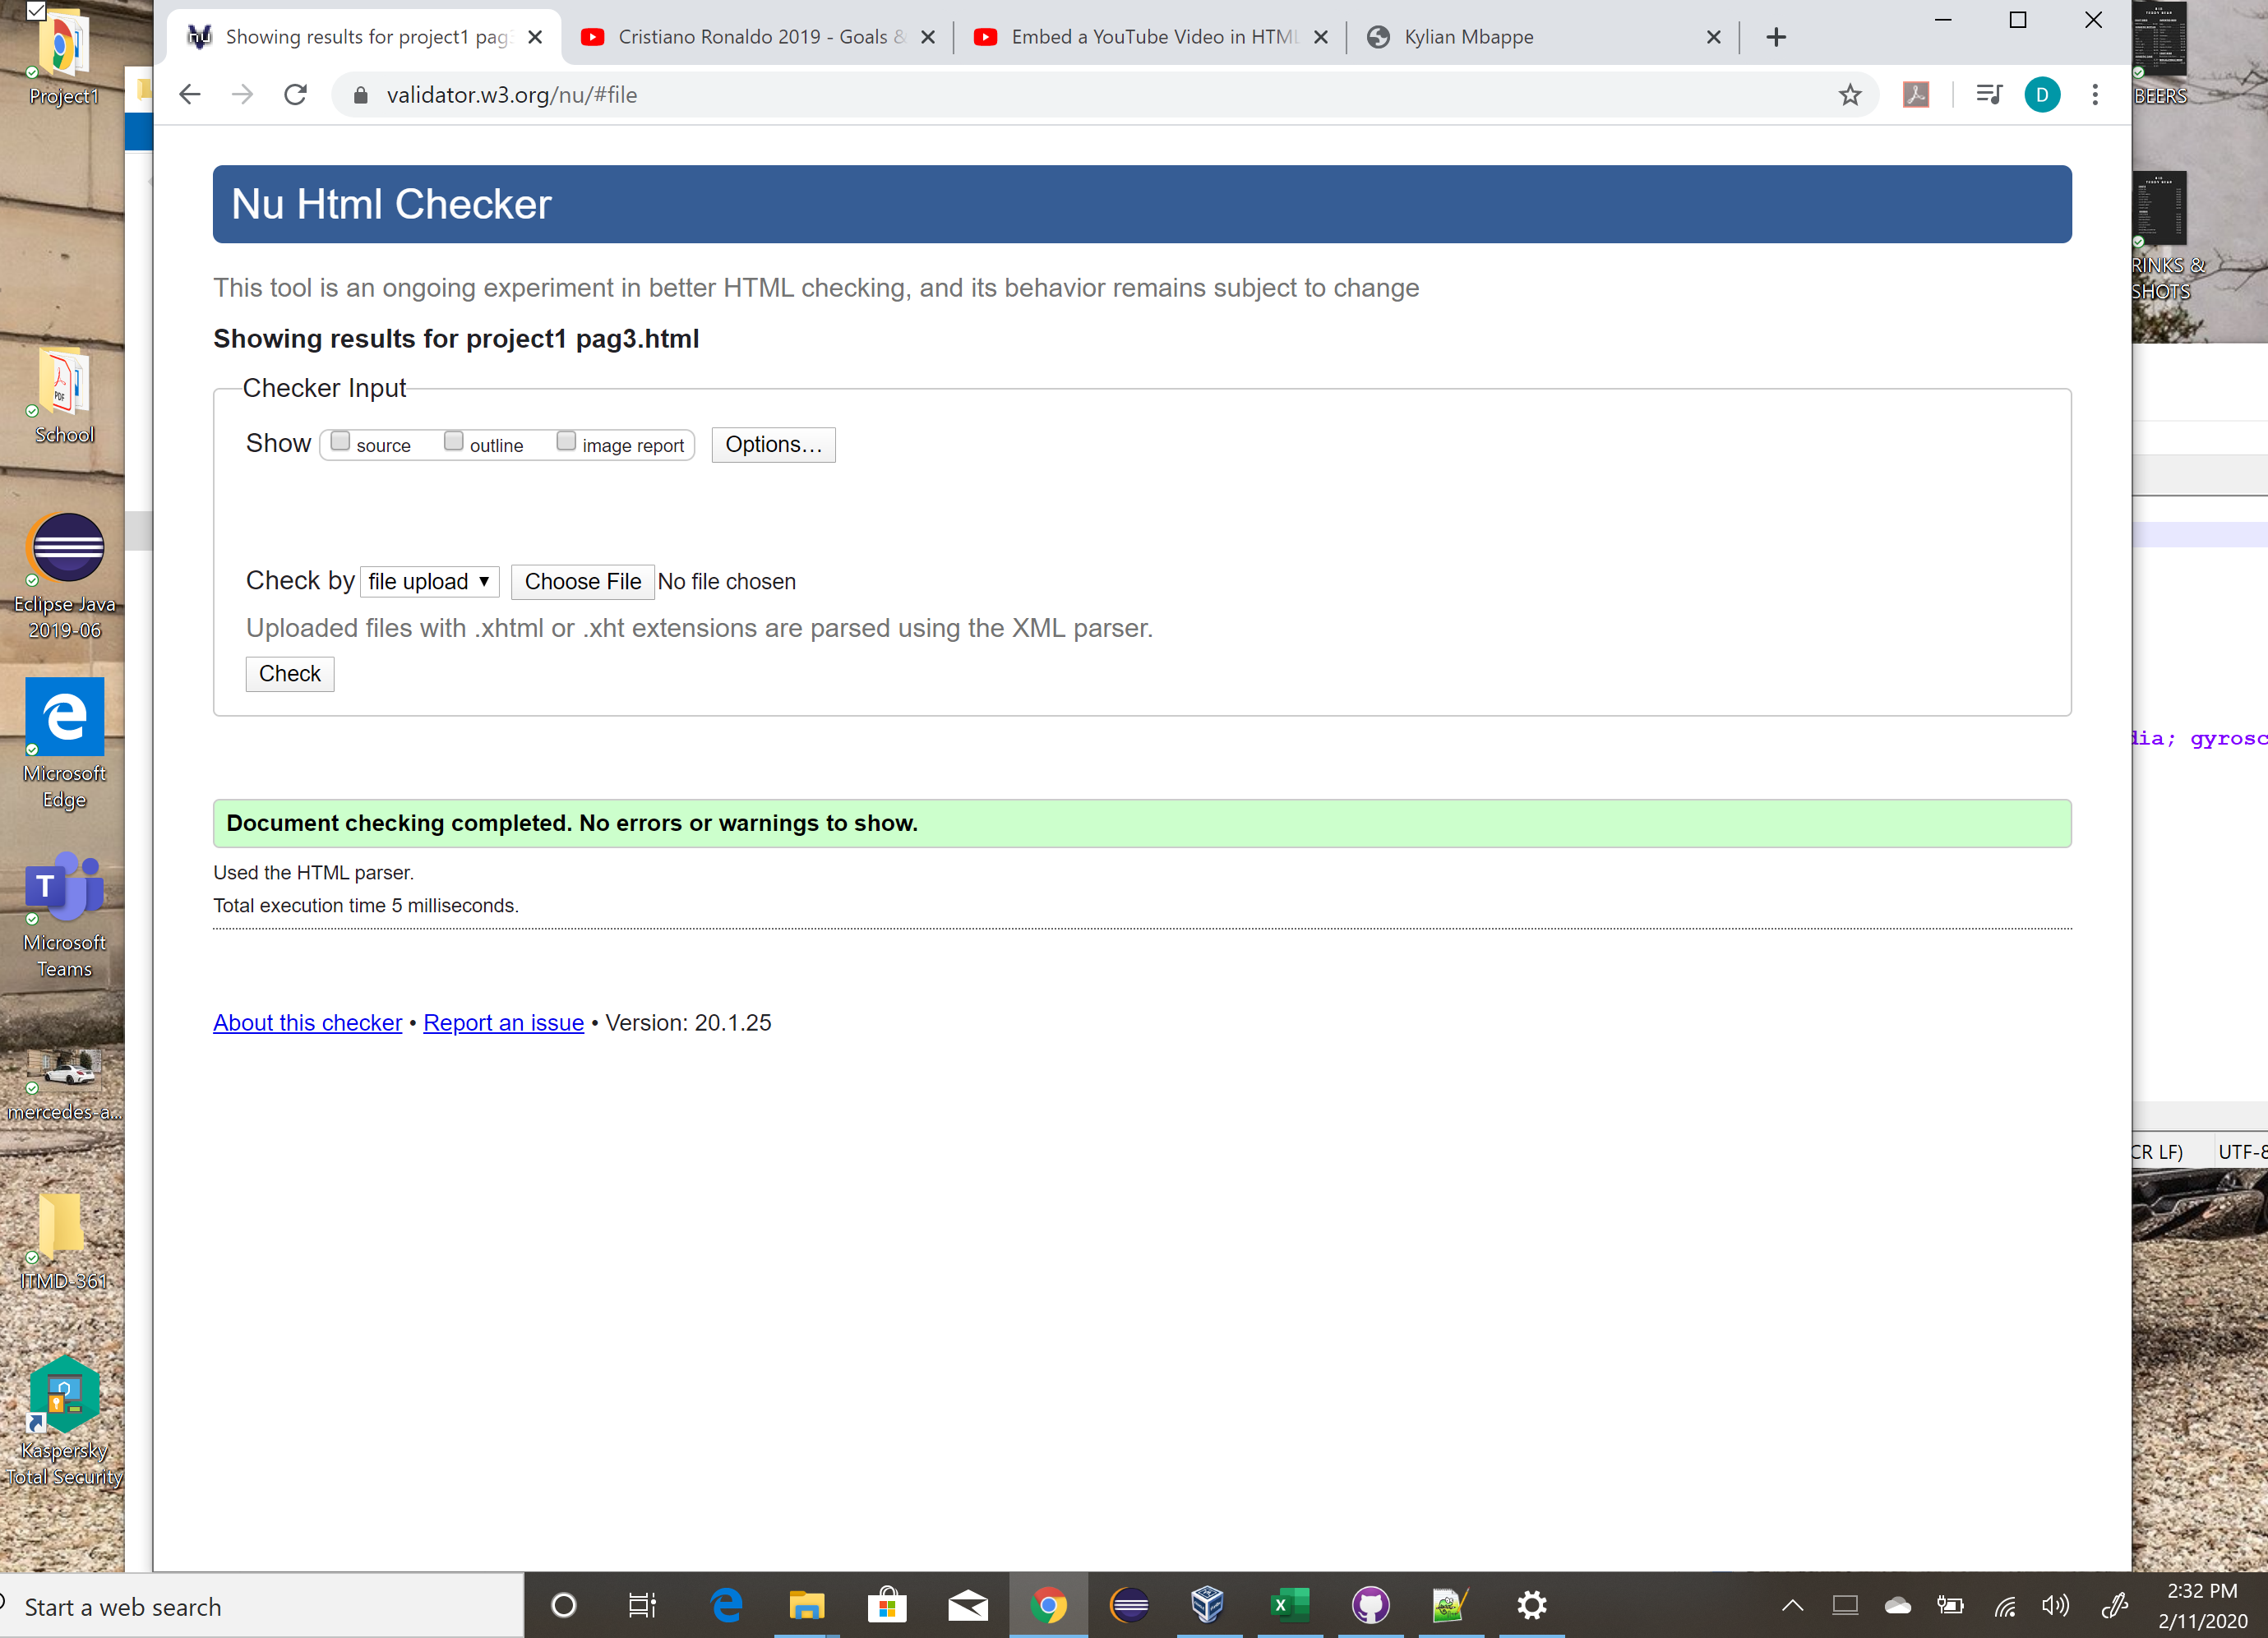 Project1
School
Eclipse Java
2019-06
Microsoft
Edge
Microsoft
Teams
mercedes-a...
ITMD-361
Kaspersky
Total Security
Showing results for project1 pag3
Cristiano Ronaldo 2019 - Goals &
Embed a YouTube Video in HTML
Kylian Mbappe
validator.w3.org/nu/#file
D
Nu Html Checker
This tool is an ongoing experiment in better HTML checking, and its behavior remains subject to change
Showing results for project1 pag3.html
Checker Input
Show source outline image report Options...
Check by file upload Choose File No file chosen
Uploaded files with .xhtml or .xht extensions are parsed using the XML parser.
Check
Document checking completed. No errors or warnings to show.
Used the HTML parser.
Total execution time 5 milliseconds.
About this checker • Report an issue • Version: 20.1.25
BEERS
RINKS &
SHOTS
dia; gyrosc
CR LF) UTF-8
Start a web search
2:32 PM
2/11/2020